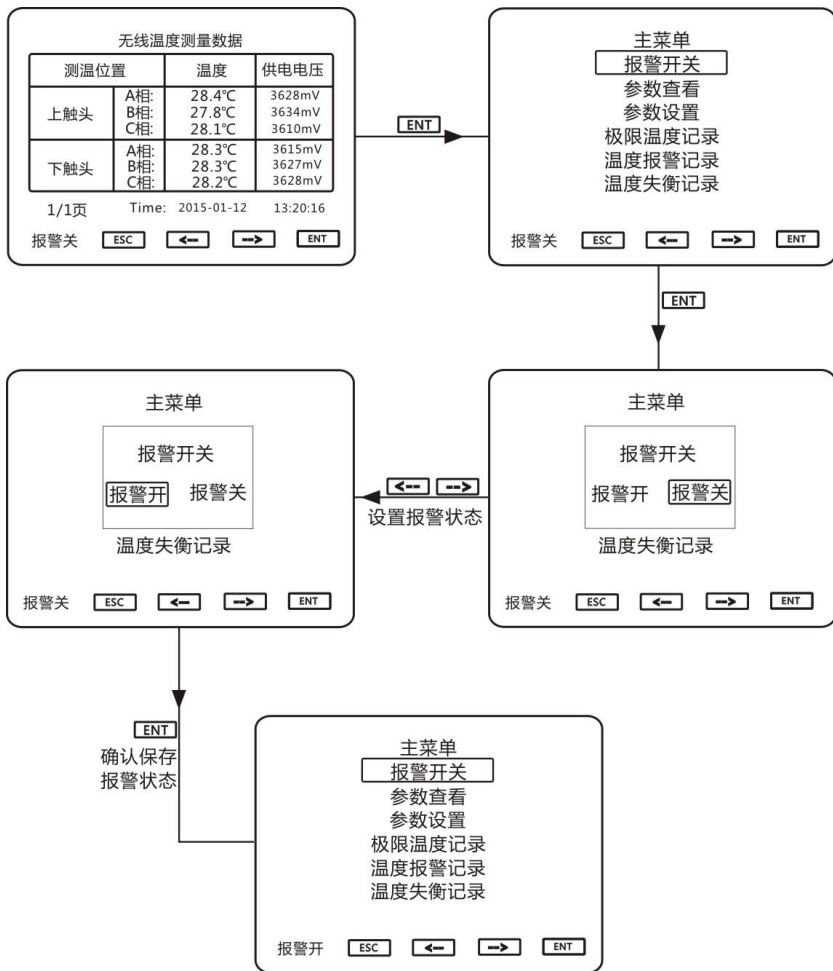 无线温度测量数据
测温位置 温度 供电电压
上触头 A相: 28.4℃ 3628mV
B相: 27.8℃ 3634mV
C相: 28.1℃ 3610mV
下触头 A相: 28.3℃ 3615mV
B相: 28.3℃ 3627mV
C相: 28.2℃ 3628mV
1/1页 Time: 2015-01-12 13:20:16
报警关 ESC <-- --> ENT
ENT
主菜单
报警开关
参数查看
参数设置
极限温度记录
温度报警记录
温度失衡记录
报警关 ESC <-- --> ENT
ENT
主菜单
报警开关
报警开 报警关
温度失衡记录
报警关 ESC <-- --> ENT
<-- -->
设置报警状态
主菜单
报警开关
报警开 报警关
温度失衡记录
报警关 ESC <-- --> ENT
ENT
确认保存
报警状态
主菜单
报警开关
参数查看
参数设置
极限温度记录
温度报警记录
温度失衡记录
报警开 ESC <-- --> ENT